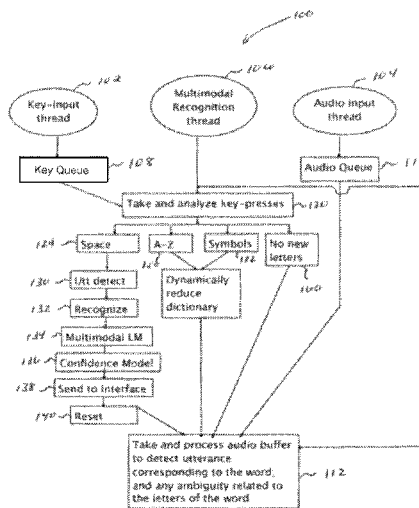 100
102
106
104
Key-input
thread
Multimodal
Recognition
thread
Audio input
thread
Key Queue
108
Audio Queue
11
Take and analyze key-presses
120
124
Space
A-Z
Symbols
No new
letters
160
130
Utt detect
Dynamically
reduce
dictionary
132
Recognize
134
Multimodal LM
136
Confidence Model
138
Send to Interface
140
Reset
Take and process audio buffer
to detect utterance
corresponding to the word;
and any ambiguity related to
the letters of the word
112